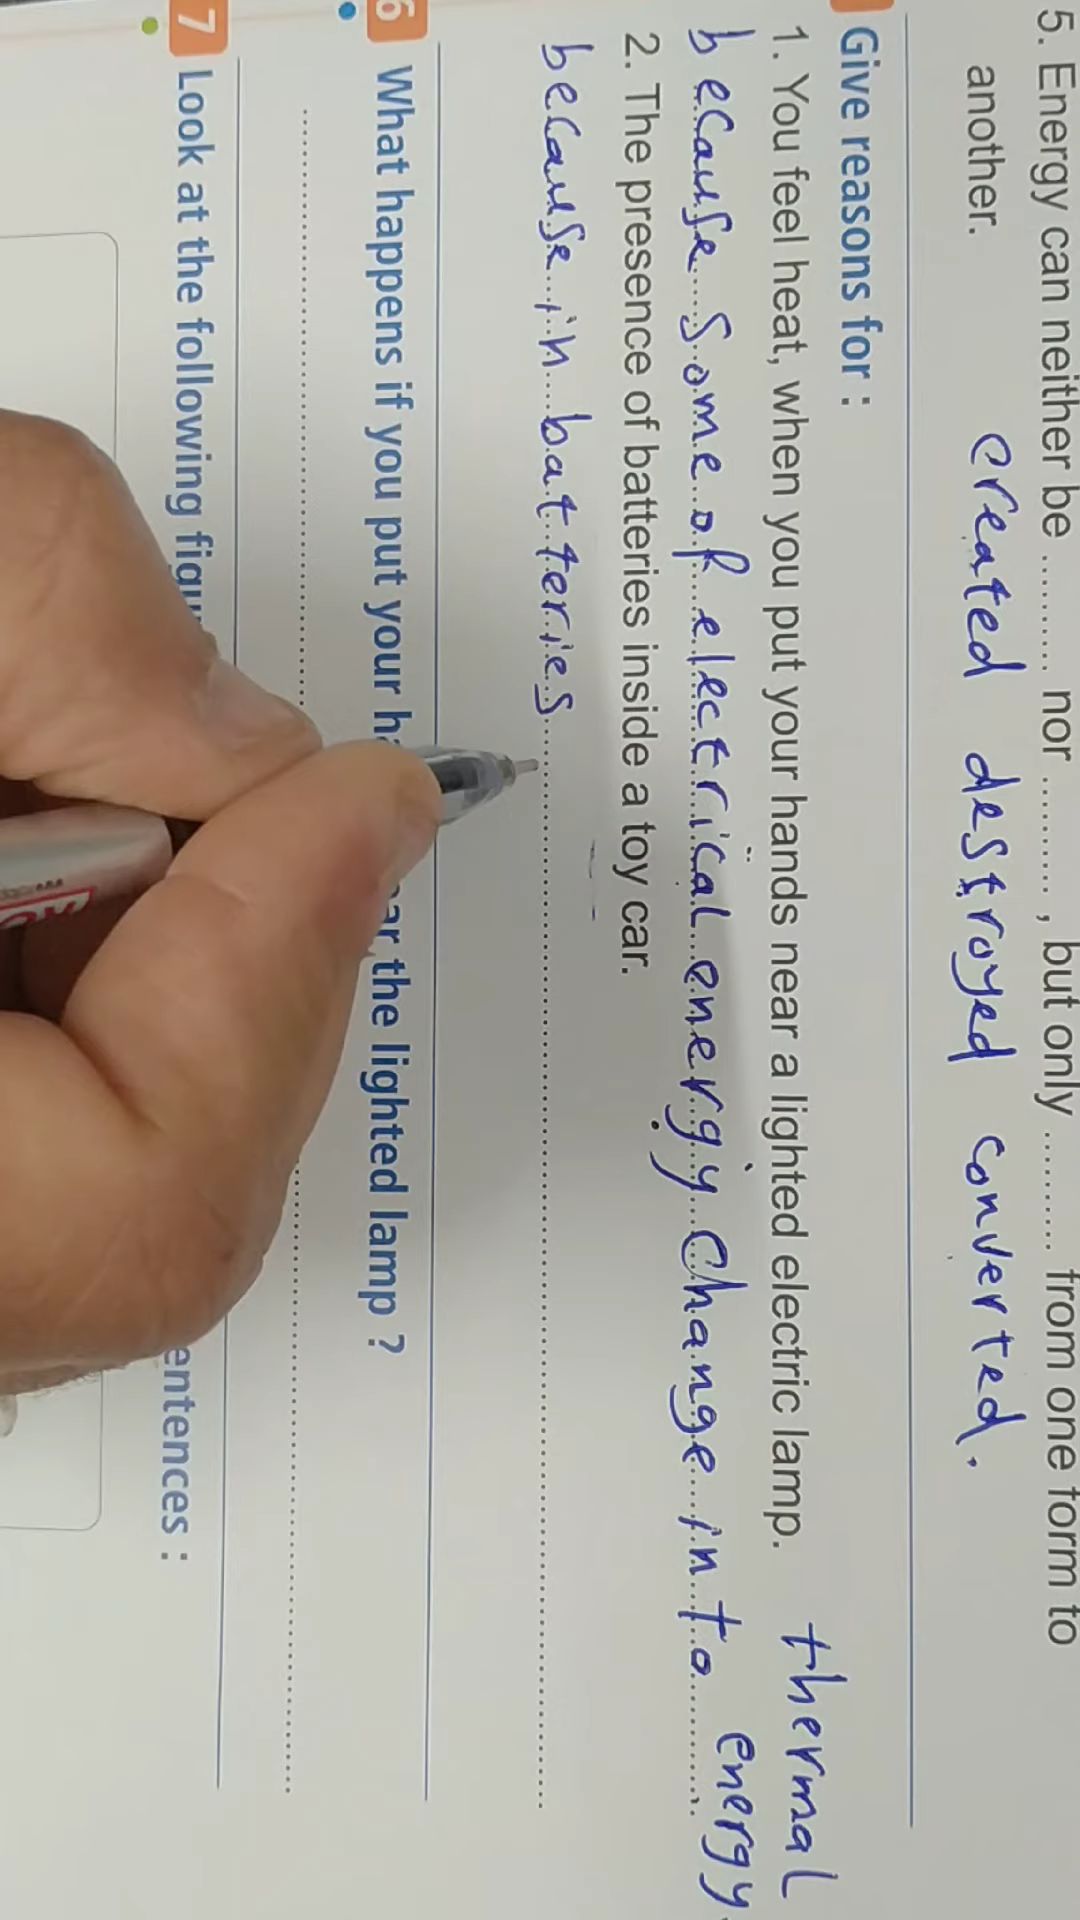 5. Energy can neither be .......... nor .........., but only .......... from one form to
another.
created destroyed converted.
Give reasons for :
1. You feel heat, when you put your hands near a lighted electric lamp.
thermal
because some of electrical energy change into energy.
2. The presence of batteries inside a toy car.
because in batteries
6 What happens if you put your ar the lighted lamp ?
7 Look at the following entences :